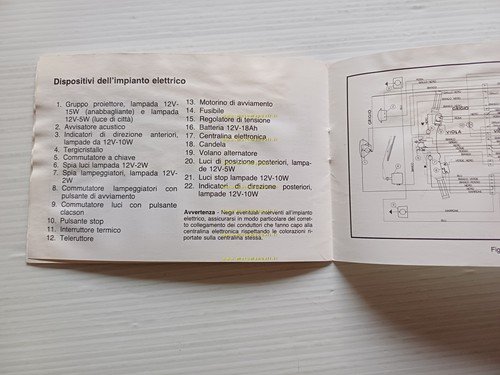 Dispositivi dell'impianto elettrico
1. Gruppo proiettore, lampada 12V-
15W (anabbagliante) e lampada
12V-5W (luce di città)
2. Avvisatore acustico
3. Indicatori di direzione anteriori,
lampade da 12V-10W
4. Tergicristallo
5. Commutatore a chiave
6. Spia luci lampada 12V-2W
7. Spia lampeggiatori, lampada 12V-
2W
8. Commutatore lampeggiatori con
pulsante di avviamento
9. Commutatore luci con pulsante
clacson
10. Pulsante stop
11. Interruttore termico
12. Teleruttore
13. Motorino di avviamento
14. Fusibile
15. Regolatore di tensione
16. Batteria 12V-18Ah
17. Centralina elettronica
18. Candela
19. Volano alternatore
20. Luci di posizione posteriori, lampa-
de 12V-5W
21. Luci stop lampade 12V-10W
22. Indicatori di direzione posteriori,
lampade 12V-10W
Avvertenza - Negli eventuali interventi all'impianto
elettrico, assicurarsi in modo particolare del corret-
to collegamento dei conduttori che fanno capo alla
centralina elettronica rispettando le colorazioni ri-
portate sulla centralina stessa.
GRIGIO
GRIGIO
VIOLA
MARRONE
Fig